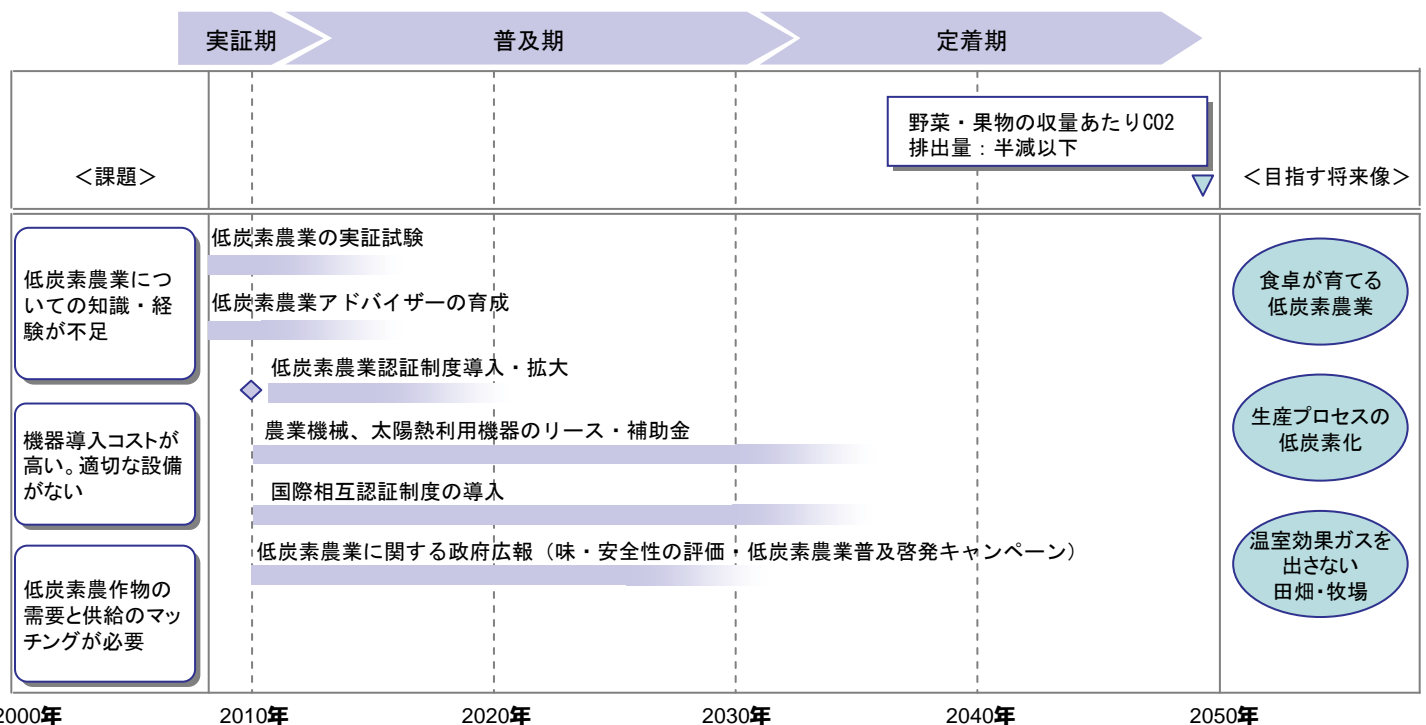 実証期
普及期
定着期
野菜・果物の収量あたりCO2
排出量：半減以下
＜課題＞
＜目指す将来像＞
低炭素農業につ
いての知識・経
験が不足
機器導入コストが
高い。適切な設備
がない
低炭素農作物の
需要と供給のマッ
チングが必要
低炭素農業の実証試験
低炭素農業アドバイザーの育成
低炭素農業認証制度導入・拡大
農業機械、太陽熱利用機器のリース・補助金
国際相互認証制度の導入
低炭素農業に関する政府広報（味・安全性の評価・低炭素農業普及啓発キャンペーン）
食卓が育てる
低炭素農業
生産プロセスの
低炭素化
温室効果ガスを
出さない
田畑・牧場
2000年
2010年
2020年
2030年
2040年
2050年